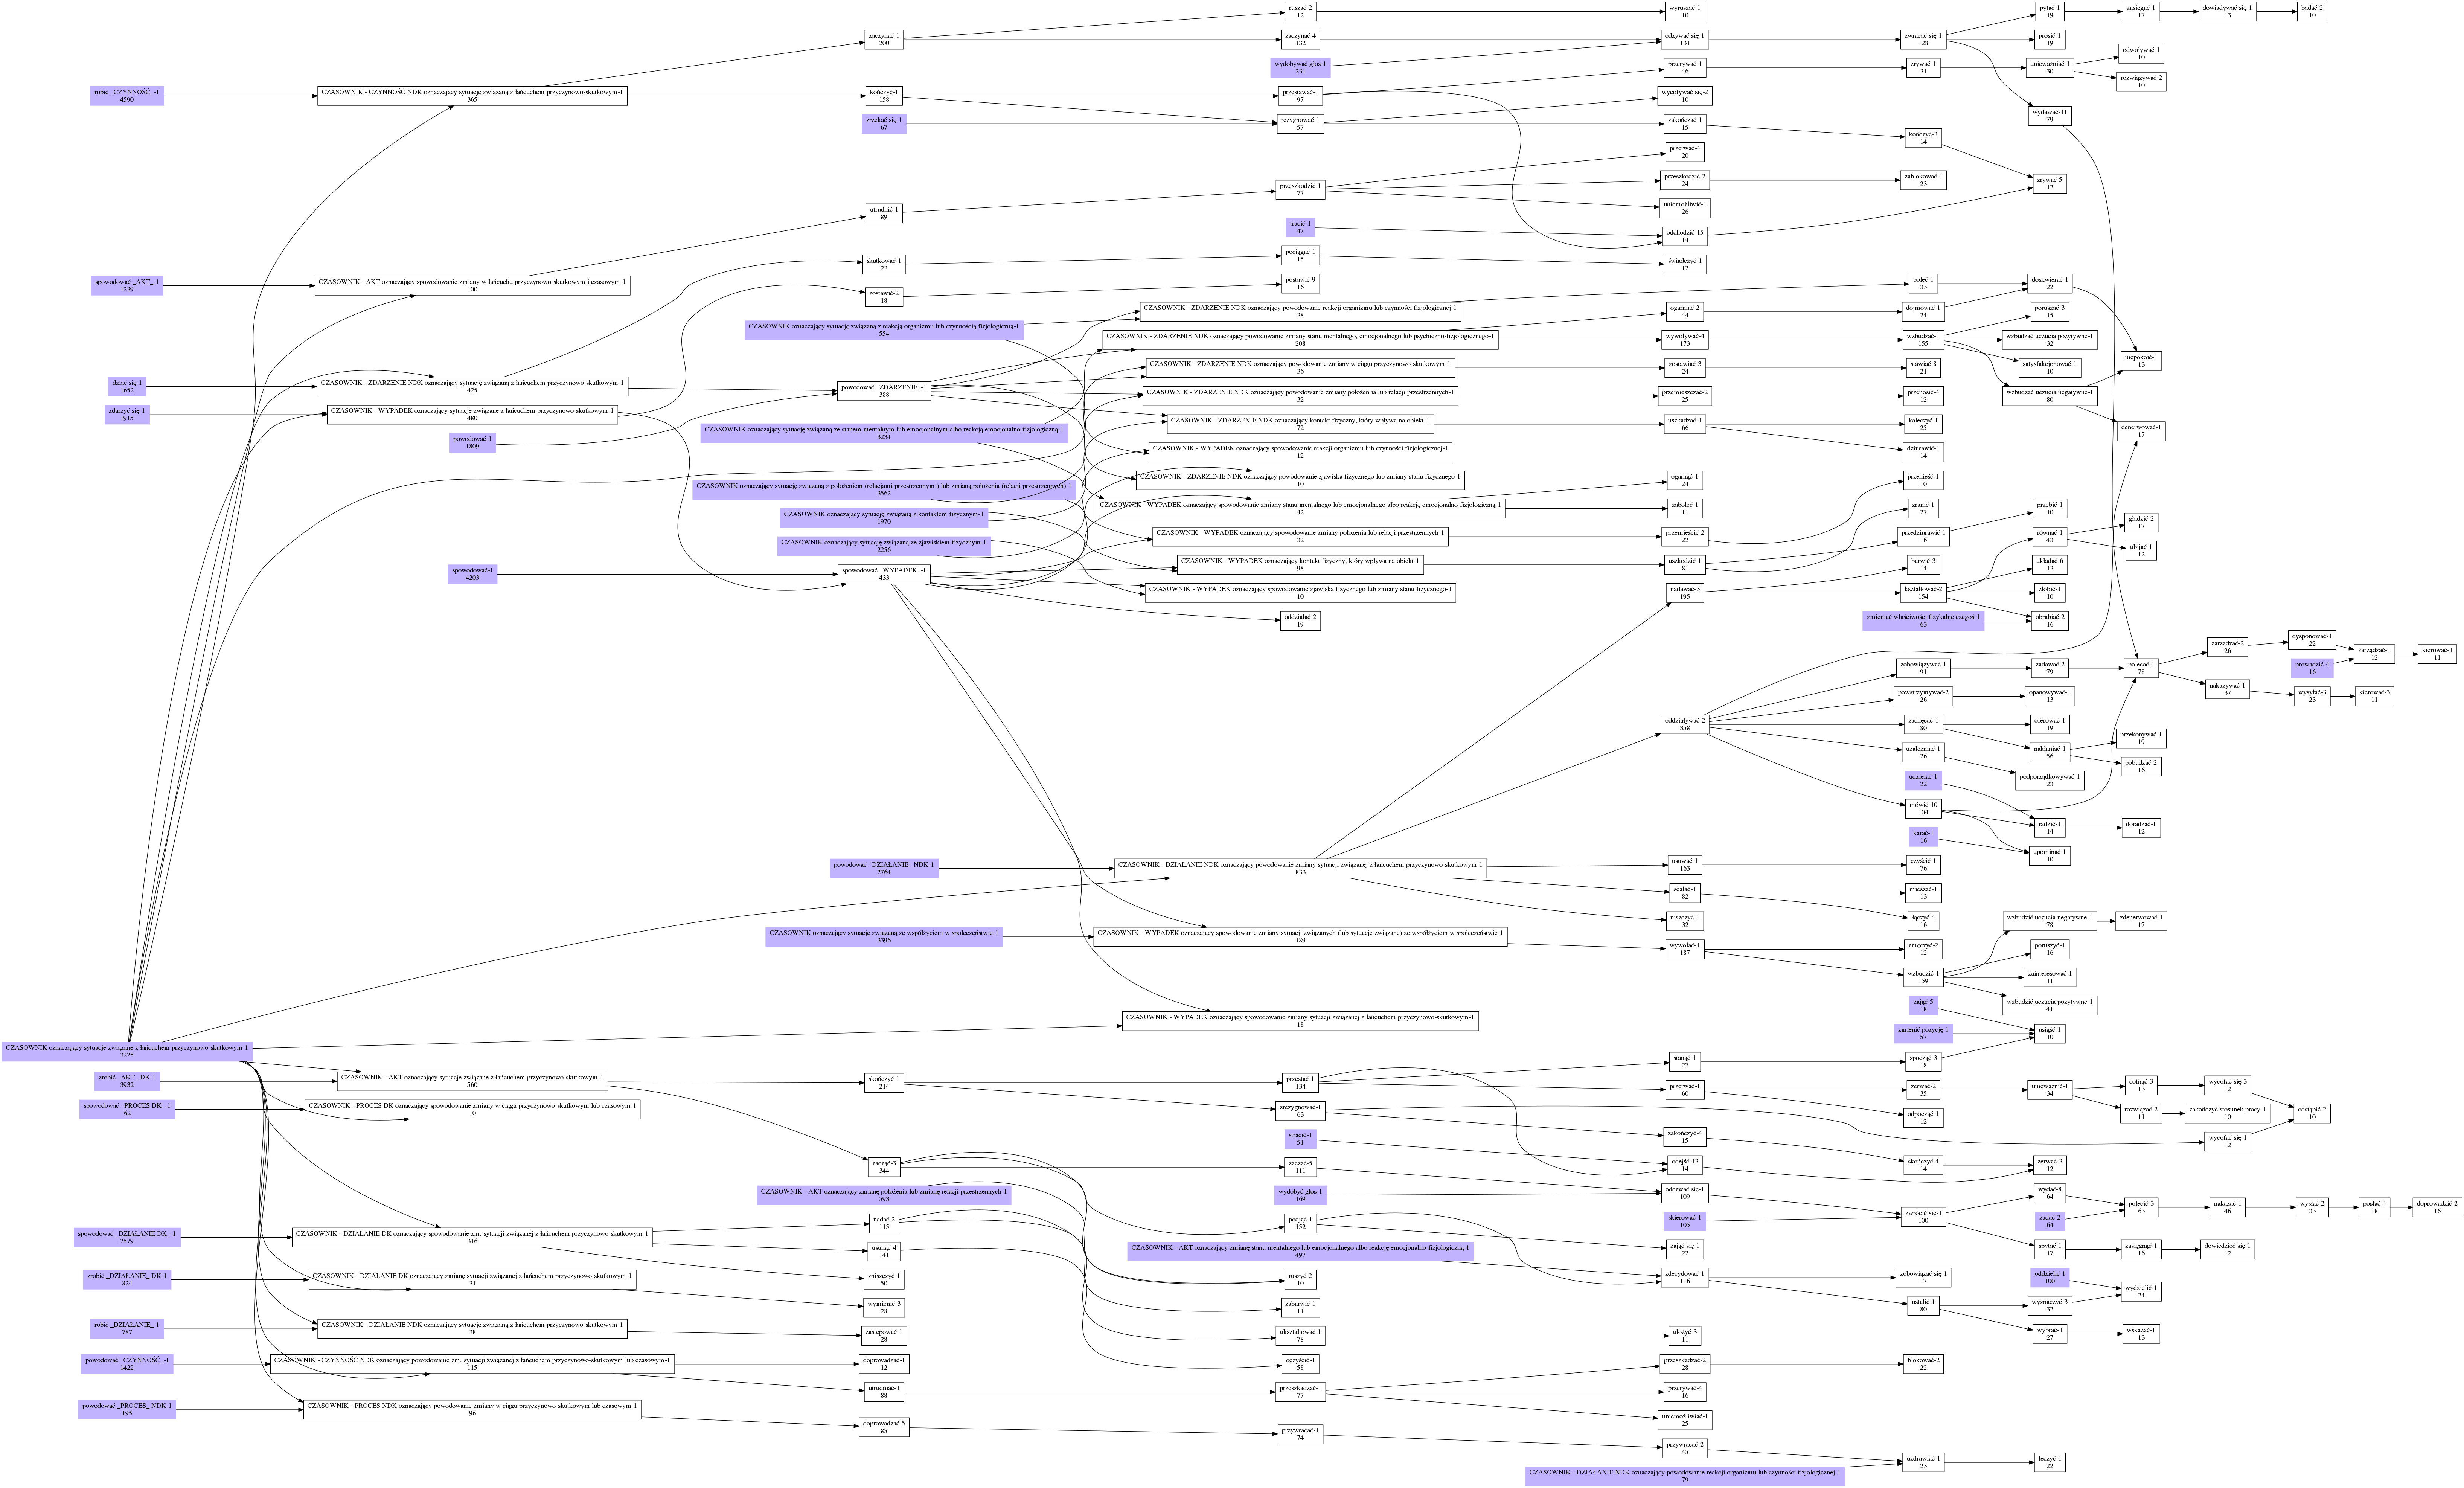 ruszać-2
12
wyruszać-1
10
pytać-1
19
zasięgać-1
17
dowiadywać się-1
13
badać-2
10
zaczynać-1
200
zaczynać-4
132
odzywać się-1
131
zwracać się-1
128
prosić-1
19
odwoływać-1
10
wydobywać głos-1
231
przerywać-1
46
zrywać-1
31
unieważniać-1
30
rozwiązywać-2
10
robić _CZYNNOŚĆ_-1
4590
CZASOWNIK - CZYNNOŚĆ NDK oznaczający sytuację związaną z łańcuchem przyczynowo-skutkowym-1
365
kończyć-1
158
przestawać-1
97
wycofywać się-2
10
wydawać-11
79
zrzekać się-1
67
rezygnować-1
57
zakończać-1
15
kończyć-3
14
przerwać-4
20
przeszkodzić-1
77
przeszkodzić-2
24
zablokować-1
23
zrywać-5
12
utrudnić-1
89
uniemożliwić-1
26
tracić-1
47
odchodzić-15
14
skutkować-1
23
pociągać-1
15
świadczyć-1
12
spowodować _AKT_-1
1239
CZASOWNIK - AKT oznaczający spowodowanie zmiany w łańcuchu przyczynowo-skutkowym i czasowym-1
100
zostawić-2
18
postawić-9
16
boleć-1
33
doskwierać-1
22
CZASOWNIK - ZDARZENIE NDK oznaczający powodowanie reakcji organizmu lub czynności fizjologicznej-1
38
ogarniać-2
44
dojmować-1
24
poruszać-3
15
CZASOWNIK oznaczający sytuację związaną z reakcją organizmu lub czynnością fizjologiczną-1
554
CZASOWNIK - ZDARZENIE NDK oznaczający powodowanie zmiany stanu mentalnego, emocjonalnego lub psychiczno-fizjologicznego-1
208
wywoływać-4
173
wzbudzać-1
155
wzbudzać uczucia pozytywne-1
32
niepokoić-1
13
CZASOWNIK - ZDARZENIE NDK oznaczający powodowanie zmiany w ciągu przyczynowo-skutkowym-1
36
zostawiać-3
24
stawiać-8
21
satysfakcjonować-1
10
dziać się-1
1652
CZASOWNIK - ZDARZENIE NDK oznaczający sytuację związaną z łańcuchem przyczynowo-skutkowym-1
425
powodować _ZDARZENIE_-1
388
CZASOWNIK - ZDARZENIE NDK oznaczający powodowanie zmiany położen ia lub relacji przestrzennych-1
32
przemieszczać-2
25
przenosić-4
12
wzbudzać uczucia negatywne-1
80
zdarzyć się-1
1915
CZASOWNIK - WYPADEK oznaczający sytuacje związane z łańcuchem przyczynowo-skutkowym-1
480
CZASOWNIK - ZDARZENIE NDK oznaczający kontakt fizyczny, który wpływa na obiekt-1
72
uszkadzać-1
66
kaleczyć-1
25
denerwować-1
17
powodować-1
1809
CZASOWNIK oznaczający sytuację związaną ze stanem mentalnym lub emocjonalnym albo reakcją emocjonalno-fizjologiczną-1
3234
CZASOWNIK - WYPADEK oznaczający spowodowanie reakcji organizmu lub czynności fizjologicznej-1
12
dziurawić-1
14
CZASOWNIK - ZDARZENIE NDK oznaczający powodowanie zjawiska fizycznego lub zmiany stanu fizycznego-1
10
ogarnąć-1
24
przenieść-1
10
CZASOWNIK oznaczający sytuację związaną z położeniem (relacjami przestrzennymi) lub zmianą położenia (relacji przestrzennych)-1
3562
CZASOWNIK - WYPADEK oznaczający spowodowanie zmiany stanu mentalnego lub emocjonalnego albo reakcję emocjonalno-fizjologiczną-1
42
zaboleć-1
11
zranić-1
27
przebić-1
10
CZASOWNIK oznaczający sytuację związaną z kontaktem fizycznym-1
1970
CZASOWNIK - WYPADEK oznaczający spowodowanie zmiany położenia lub relacji przestrzennych-1
32
przemieścić-2
22
przedziurawić-1
16
równać-1
43
gładzić-2
17
CZASOWNIK oznaczający sytuację związaną ze zjawiskiem fizycznym-1
2256
ubijać-1
12
spowodować-1
4203
spowodować _WYPADEK_-1
433
CZASOWNIK - WYPADEK oznaczający kontakt fizyczny, który wpływa na obiekt-1
98
uszkodzić-1
81
barwić-3
14
układać-6
13
CZASOWNIK - WYPADEK oznaczający spowodowanie zjawiska fizycznego lub zmiany stanu fizycznego-1
10
nadawać-3
195
kształtować-2
154
żłobić-1
10
oddziałać-2
19
zmieniać właściwości fizykalne czegoś-1
63
obrabiać-2
16
zarządzać-2
26
dysponować-1
22
zarządzać-1
12
kierować-1
11
zobowiązywać-1
91
zadawać-2
79
polecać-1
78
prowadzić-4
16
nakazywać-1
37
wysyłać-3
23
kierować-3
11
powstrzymywać-2
26
opanowywać-1
13
oddziaływać-2
358
zachęcać-1
80
oferować-1
19
przekonywać-1
19
uzależniać-1
26
nakłaniać-1
56
pobudzać-2
16
udzielać-1
22
podporządkowywać-1
23
mówić-10
104
radzić-1
14
doradzać-1
12
karać-1
16
upominać-1
10
powodować _DZIAŁANIE_ NDK-1
2764
CZASOWNIK - DZIAŁANIE NDK oznaczający powodowanie zmiany sytuacji związanej z łańcuchem przyczynowo-skutkowym-1
833
usuwać-1
163
czyścić-1
76
scalać-1
82
mieszać-1
13
niszczyć-1
32
łączyć-4
16
wzbudzić uczucia negatywne-1
78
zdenerwować-1
17
CZASOWNIK oznaczający sytuację związaną ze współżyciem w społeczeństwie-1
3396
CZASOWNIK - WYPADEK oznaczający spowodowanie zmiany sytuacji związanych (lub sytuacje związane) ze współżyciem w społeczeństwie-1
189
wywołać-1
187
zmęczyć-2
12
poruszyć-1
16
wzbudzić-1
159
zainteresować-1
11
zająć-5
18
wzbudzić uczucia pozytywne-1
41
CZASOWNIK - WYPADEK oznaczający spowodowanie zmiany sytuacji związanej z łańcuchem przyczynowo-skutkowym-1
18
zmienić pozycję-1
57
usiąść-1
10
CZASOWNIK oznaczający sytuacje związane z łańcuchem przyczynowo-skutkowym-1
3225
stanąć-1
27
spocząć-3
18
zrobić _AKT_ DK-1
3932
CZASOWNIK - AKT oznaczający sytuacje związane z łańcuchem przyczynowo-skutkowym-1
560
skończyć-1
214
przestać-1
134
przerwać-1
60
zerwać-2
35
unieważnić-1
34
cofnąć-3
13
wycofać się-3
12
spowodować _PROCES DK_-1
62
CZASOWNIK - PROCES DK oznaczający spowodowanie zmiany w ciągu przyczynowo-skutkowym lub czasowym-1
10
zrezygnować-1
63
odpocząć-1
12
rozwiązać-2
11
zakończyć stosunek pracy-1
10
odstąpić-2
10
stracić-1
51
zakończyć-4
15
wycofać się-1
12
zacząć-3
344
zacząć-5
111
odejść-13
14
skończyć-4
14
zerwać-3
12
CZASOWNIK - AKT oznaczający zmianę położenia lub zmianę relacji przestrzennych-1
593
wydobyć głos-1
169
odezwać się-1
109
wydać-8
64
polecić-3
63
nakazać-1
46
wysłać-2
33
posłać-4
18
doprowadzić-2
16
nadać-2
115
podjąć-1
152
skierować-1
105
zwrócić się-1
100
zadać-2
64
spowodować _DZIAŁANIE DK_-1
2579
CZASOWNIK - DZIAŁANIE DK oznaczający spowodowanie zm. sytuacji związanej z łańcuchem przyczynowo-skutkowym-1
316
usunąć-4
141
CZASOWNIK - AKT oznaczający zmianę stanu mentalnego lub emocjonalnego albo reakcję emocjonalno-fizjologiczną-1
497
zająć się-1
22
spytać-1
17
zasięgnąć-1
16
dowiedzieć się-1
12
zrobić _DZIAŁANIE_ DK-1
824
CZASOWNIK - DZIAŁANIE DK oznaczający zmianę sytuacji związanej z łańcuchem przyczynowo-skutkowym-1
31
zniszczyć-1
50
ruszyć-2
10
zdecydować-1
116
zobowiązać się-1
17
oddzielić-1
100
wydzielić-1
24
wymienić-3
28
zabarwić-1
11
ustalić-1
80
wyznaczyć-3
32
robić _DZIAŁANIE_-1
787
CZASOWNIK - DZIAŁANIE NDK oznaczający sytuację związaną z łańcuchem przyczynowo-skutkowym-1
38
zastępować-1
28
ukształtować-1
78
ułożyć-3
11
wybrać-1
27
wskazać-1
13
powodować _CZYNNOŚĆ_-1
1422
CZASOWNIK - CZYNNOŚĆ NDK oznaczający powodowanie zm. sytuacji związanej z łańcuchem przyczynowo-skutkowym lub czasowym-1
115
doprowadzać-1
12
oczyścić-1
58
przeszkadzać-2
28
blokować-2
22
utrudniać-1
88
przeszkadzać-1
77
przerywać-4
16
powodować _PROCES_ NDK-1
195
CZASOWNIK - PROCES NDK oznaczający powodowanie zmiany w ciągu przyczynowo-skutkowym lub czasowym-1
96
doprowadzać-5
85
uniemożliwiać-1
25
przywracać-1
74
przywracać-2
45
uzdrawiać-1
23
leczyć-1
22
CZASOWNIK - DZIAŁANIE NDK oznaczający powodowanie reakcji organizmu lub czynności fizjologicznej-1
79